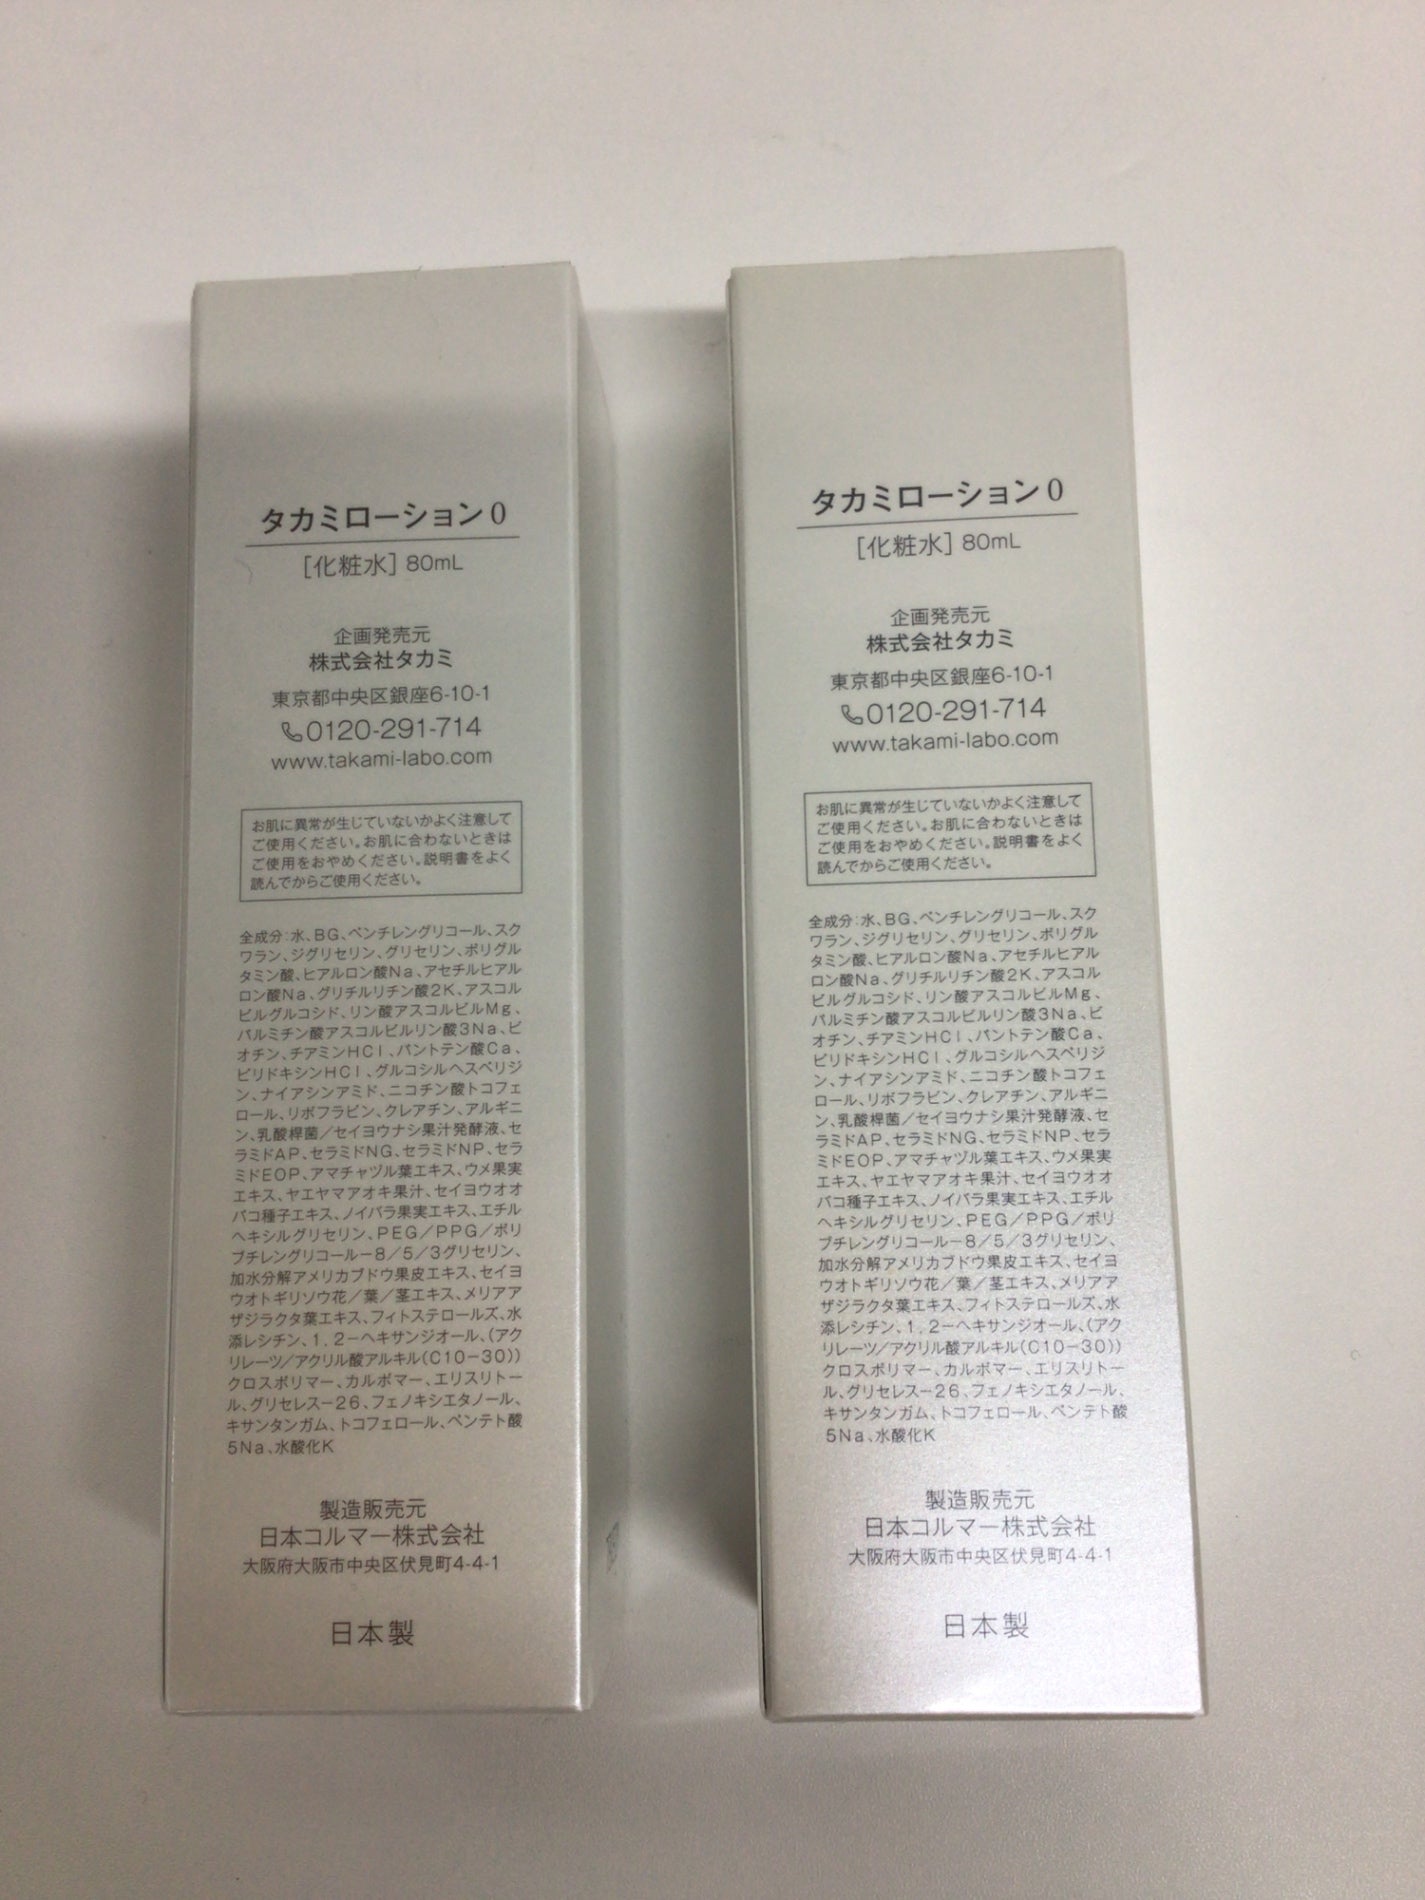 タカミローション0
[化粧水] 80mL
企画発売元
株式会社タカミ
東京都中央区銀座6-10-1
0120-291-714
www.takami-labo.com
お肌に異常が生じていないかよく注意して
ご使用ください。お肌に合わないときは
ご使用をおやめください。説明書をよく
読んでからご使用ください。
全成分：水、BG、ペンチレングリコール、スク
ワラン、ジグリセリン、グリセリン、ポリグル
タミン酸、ヒアルロン酸Na、アセチルヒアル
ロン酸Na、グリチルリチン酸2K、アスコル
ビルグルコシド、リン酸アスコルビルMg、
パルミチン酸アスコルビルリン酸3Na、ビ
オチン、チアミンHCl、パントテン酸Ca、
ピリドキシンHCl、グルコシルヘスペリジ
ン、ナイアシンアミド、ニコチン酸トコフェ
ロール、リボフラビン、クレアチン、アルギニ
ン、乳酸桿菌／セイヨウナシ果汁発酵液、セ
ラミドAP、セラミドNG、セラミドNP、セラ
ミドEOP、アマチャヅル葉エキス、ウメ果実
エキス、ヤエヤマアオキ果汁、セイヨウオオ
バコ種子エキス、ノイバラ果実エキス、エチル
ヘキシルグリセリン、PEG／PPG／ポリ
ブチレングリコール－8／5／3グリセリン、
加水分解アメリカブドウ果皮エキス、セイヨ
ウオトギリソウ花／葉／茎エキス、メリアア
ザジラクタ葉エキス、フィトステロールズ、水
添レシチン、1，2－ヘキサンジオール、（アク
リレーツ/アクリル酸アルキル（C10－30））
クロスポリマー、カルボマー、エリスリトー
ル、グリセレス－26、フェノキシエタノール、
キサンタンガム、トコフェロール、ペンテト酸
5Na、水酸化K
製造販売元
日本コルマー株式会社
大阪府大阪市中央区伏見町4-4-1
日本製
タカミローション0
[化粧水] 80mL
企画発売元
株式会社タカミ
東京都中央区銀座6-10-1
0120-291-714
www.takami-labo.com
お肌に異常が生じていないかよく注意して
ご使用ください。お肌に合わないときは
ご使用をおやめください。説明書をよく
読んでからご使用ください。
全成分：水、BG、ペンチレングリコール、スク
ワラン、ジグリセリン、グリセリン、ポリグル
タミン酸、ヒアルロン酸Na、アセチルヒアル
ロン酸Na、グリチルリチン酸2K、アスコル
ビルグルコシド、リン酸アスコルビルMg、
パルミチン酸アスコルビルリン酸3Na、ビ
オチン、チアミンHCl、パントテン酸Ca、
ピリドキシンHCl、グルコシルヘスペリジ
ン、ナイアシンアミド、ニコチン酸トコフェ
ロール、リボフラビン、クレアチン、アルギニ
ン、乳酸桿菌／セイヨウナシ果汁発酵液、セ
ラミドAP、セラミドNG、セラミドNP、セラ
ミドEOP、アマチャヅル葉エキス、ウメ果実
エキス、ヤエヤマアオキ果汁、セイヨウオオ
バコ種子エキス、ノイバラ果実エキス、エチル
ヘキシルグリセリン、PEG／PPG／ポリ
ブチレングリコール－8／5／3グリセリン、
加水分解アメリカブドウ果皮エキス、セイヨ
ウオトギリソウ花／葉／茎エキス、メリアア
ザジラクタ葉エキス、フィトステロールズ、水
添レシチン、1，2－ヘキサンジオール、（アク
リレーツ/アクリル酸アルキル（C10－30））
クロスポリマー、カルボマー、エリスリトー
ル、グリセレス－26、フェノキシエタノール、
キサンタンガム、トコフェロール、ペンテト酸
5Na、水酸化K
製造販売元
日本コルマー株式会社
大阪府大阪市中央区伏見町4-4-1
日本製